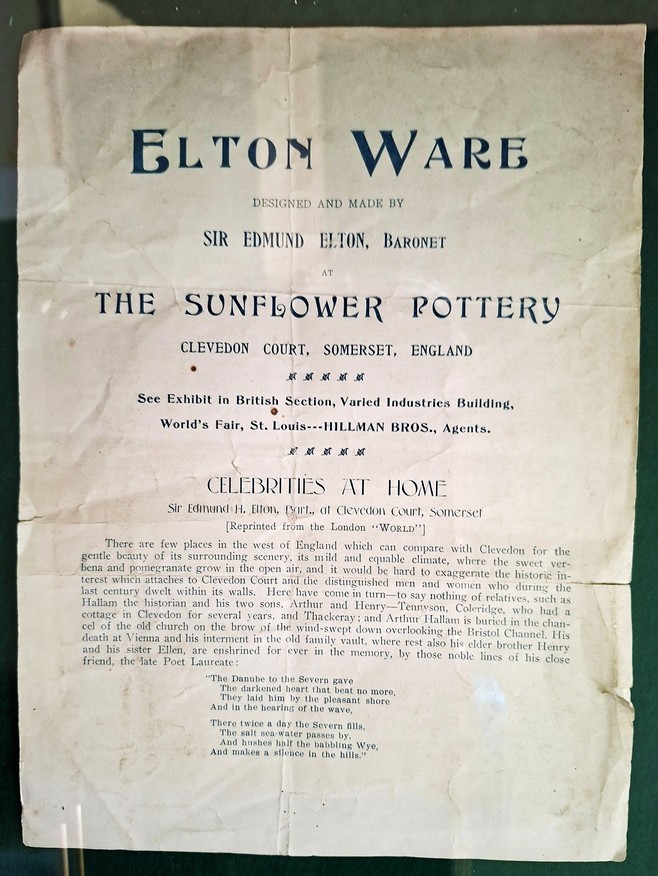 ELTON WARE
DESIGNED AND MADE BY
SIR EDMUND ELTON, BARONET
AT
THE SUNFLOWER POTTERY
CLEVEDON COURT, SOMERSET, ENGLAND
See Exhibit in British Section, Varied Industries Building,
World's Fair, St. Louis---HILLMAN BROS., Agents.
CELEBRITIES AT HOME
Sir Edmund H. Elton, Bart., at Clevedon Court, Somerset
[Reprinted from the London "WORLD"]
There are few places in the west of England which can compare with Clevedon for the
gentle beauty of its surrounding scenery, its mild and equable climate, where the sweet ver-
bena and pomegranate grow in the open air, and it would be hard to exaggerate the historic in-
terest which attaches to Clevedon Court and the distinguished men and women who during the
last century dwelt within its walls. Here have come in turn—to say nothing of relatives, such as
Hallam the historian and his two sons, Arthur and Henry—Tennyson, Coleridge, who had a
cottage in Clevedon for several years, and Thackeray; and Arthur Hallam is buried in the chan-
cel of the old church on the brow of the wind-swept down overlooking the Bristol Channel. His
death at Vienna and his interment in the old family vault, where rest also his elder brother Henry
and his sister Ellen, are enshrined for ever in the memory, by those noble lines of his close
friend, the late Poet Laureate:
"The Danube to the Severn gave
The darkened heart that beat no more,
They laid him by the pleasant shore
And in the hearing of the wave,
There twice a day the Severn fills,
The salt sea-water passes by,
And hushes half the babbling Wye,
And makes a silence in the hills."